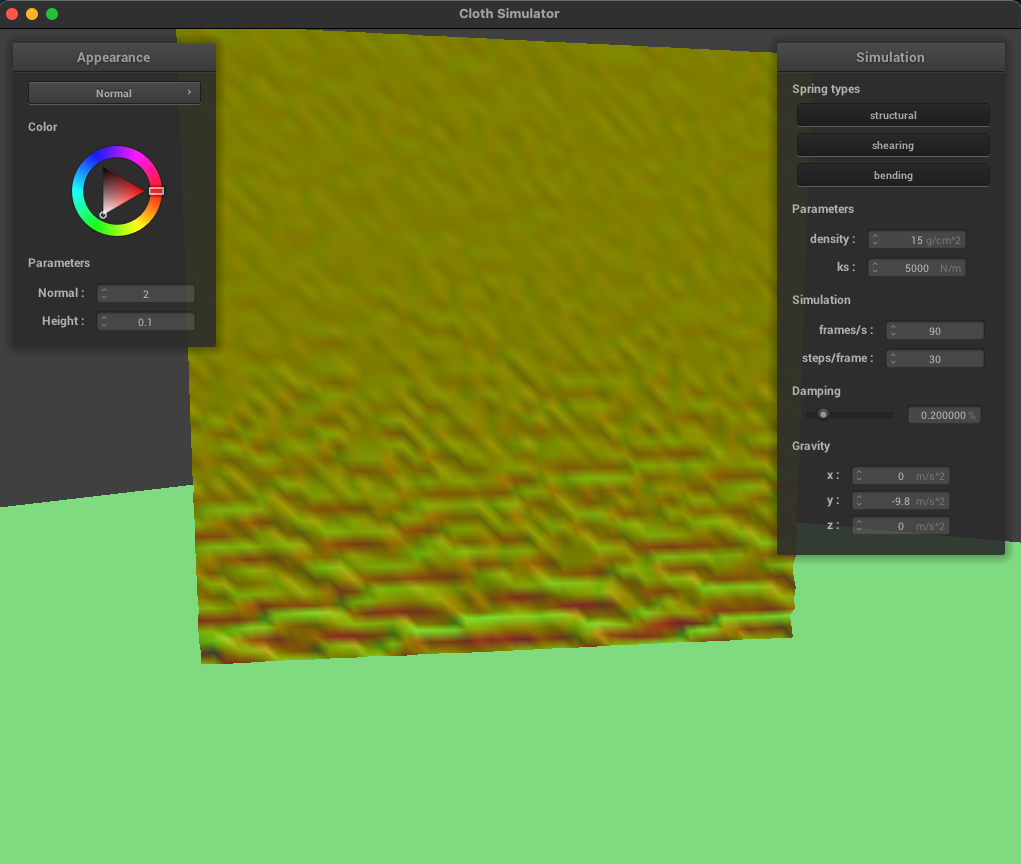 Cloth Simulator
Appearance
Normal
Color
Parameters
Normal : 2
Height : 0.1
Simulation
Spring types
structural
shearing
bending
Parameters
density : 15 g/cm^2
ks : 5000 N/m
Simulation
frames/s : 90
steps/frame : 30
Damping
0.200000 %
Gravity
x : 0 m/s^2
y : -9.8 m/s^2
z : 0 m/s^2